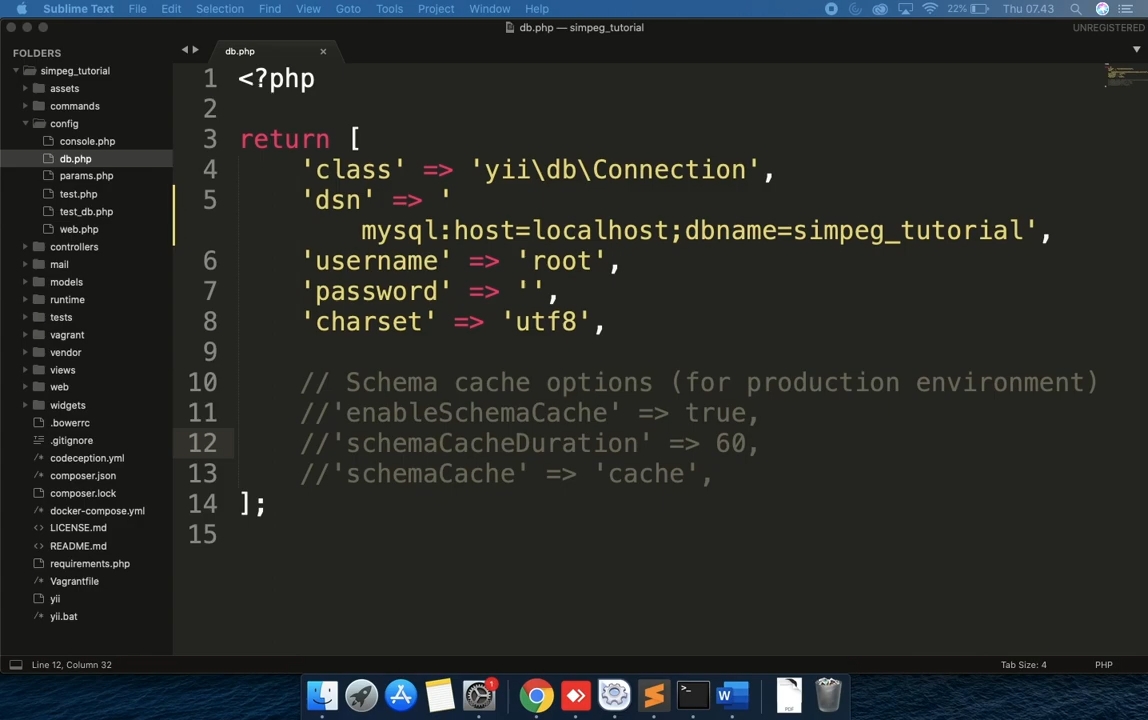 Sublime Text File Edit Selection Find View Goto Tools Project Window Help 22% Thu 07.43
db.php — simpeg_tutorial
UNREGISTERED
FOLDERS
simpeg_tutorial
assets
commands
config
console.php
db.php
params.php
test.php
test_db.php
web.php
controllers
mail
models
runtime
tests
vagrant
vendor
views
web
widgets
.bowerrc
.gitignore
codeception.yml
composer.json
composer.lock
docker-compose.yml
LICENSE.md
README.md
requirements.php
Vagrantfile
yii
yii.bat
db.php
1 <?php
2
3 return [
4 'class' => 'yii\db\Connection',
5 'dsn' => '
mysql:host=localhost;dbname=simpeg_tutorial',
6 'username' => 'root',
7 'password' => '',
8 'charset' => 'utf8',
9
10 // Schema cache options (for production environment)
11 //'enableSchemaCache' => true,
12 //'schemaCacheDuration' => 60,
13 //'schemaCache' => 'cache',
14 ];
15
Line 12, Column 32
Tab Size: 4
PHP
1
W
PDF